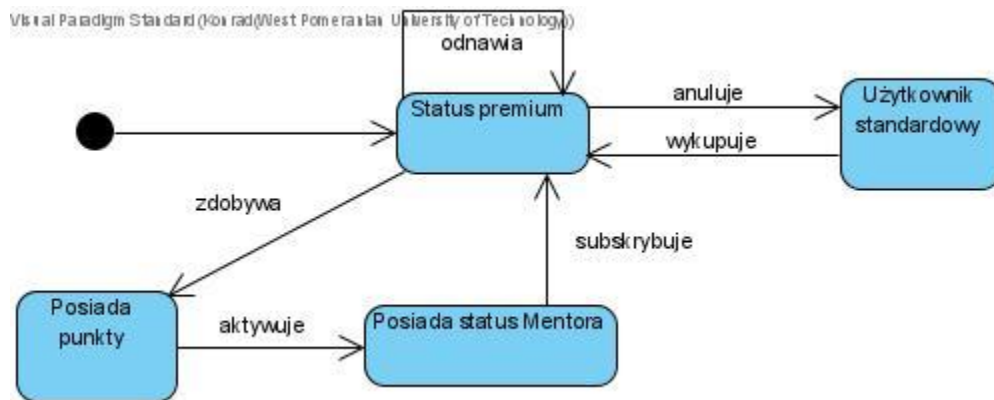 Visual Paradigm Standard (Konrad(West Pomeranian University of Technology))
odnawia
Status premium
anuluje
Użytkownik
standardowy
wykupuje
zdobywa
subskrybuje
Posiada
punkty
aktywuje
Posiada status Mentora